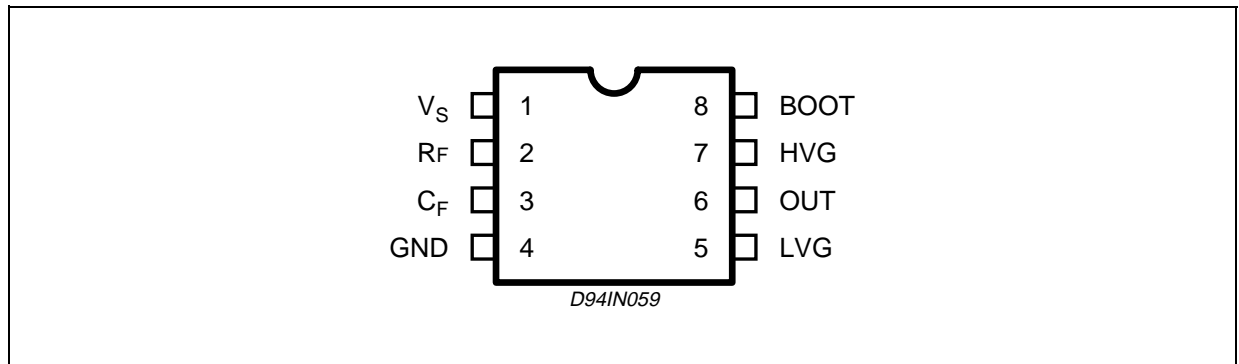 V_S 1 8 BOOT
RF 2 7 HVG
C_F 3 6 OUT
GND 4 5 LVG
D94IN059